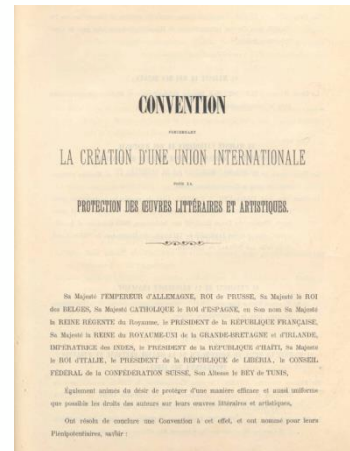 CONVENTION
CONCERNANT
LA CRÉATION D'UNE UNION INTERNATIONALE
POUR LA
PROTECTION DES ŒUVRES LITTÉRAIRES ET ARTISTIQUES.
Sa Majesté l'EMPEREUR d'ALLEMAGNE, ROI de PRUSSE, Sa Majesté le ROI
des BELGES, Sa Majesté CATHOLIQUE le ROI d'ESPAGNE, en Son nom Sa Majesté
la REINE RÉGENTE du Royaume, le PRÉSIDENT de la RÉPUBLIQUE FRANÇAISE,
Sa Majesté la REINE du ROYAUME-UNI de la GRANDE-BRETAGNE et d'IRLANDE,
IMPÉRATRICE des INDES, le PRÉSIDENT de la RÉPUBLIQUE d'HAÏTI, Sa Majesté
le ROI d'ITALIE, le PRÉSIDENT de la RÉPUBLIQUE de LIBÉRIA, le CONSEIL
FÉDÉRAL de la CONFÉDÉRATION SUISSE, Son Altesse le BEY de TUNIS,
Également animés du désir de protéger d'une manière efficace et aussi uniforme
que possible les droits des auteurs sur leurs œuvres littéraires et artistiques,
Ont résolu de conclure une Convention à cet effet, et ont nommé pour leurs
Plénipotentiaires, savoir :